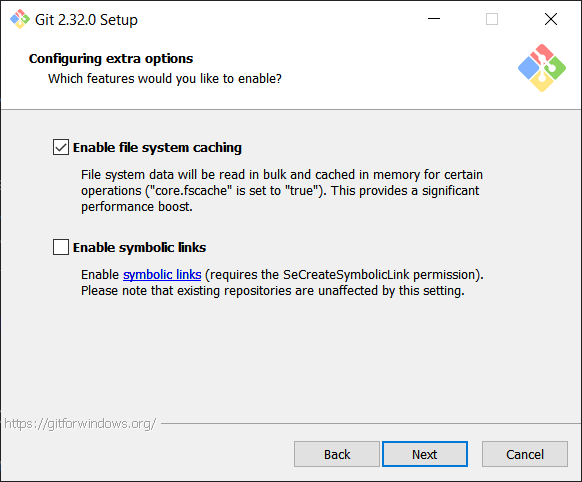 Git 2.32.0 Setup
Configuring extra options
Which features would you like to enable?
Enable file system caching
File system data will be read in bulk and cached in memory for certain
operations ("core.fscache" is set to "true"). This provides a significant
performance boost.
Enable symbolic links
Enable symbolic links (requires the SeCreateSymbolicLink permission).
Please note that existing repositories are unaffected by this setting.
https://gitforwindows.org/
Back
Next
Cancel